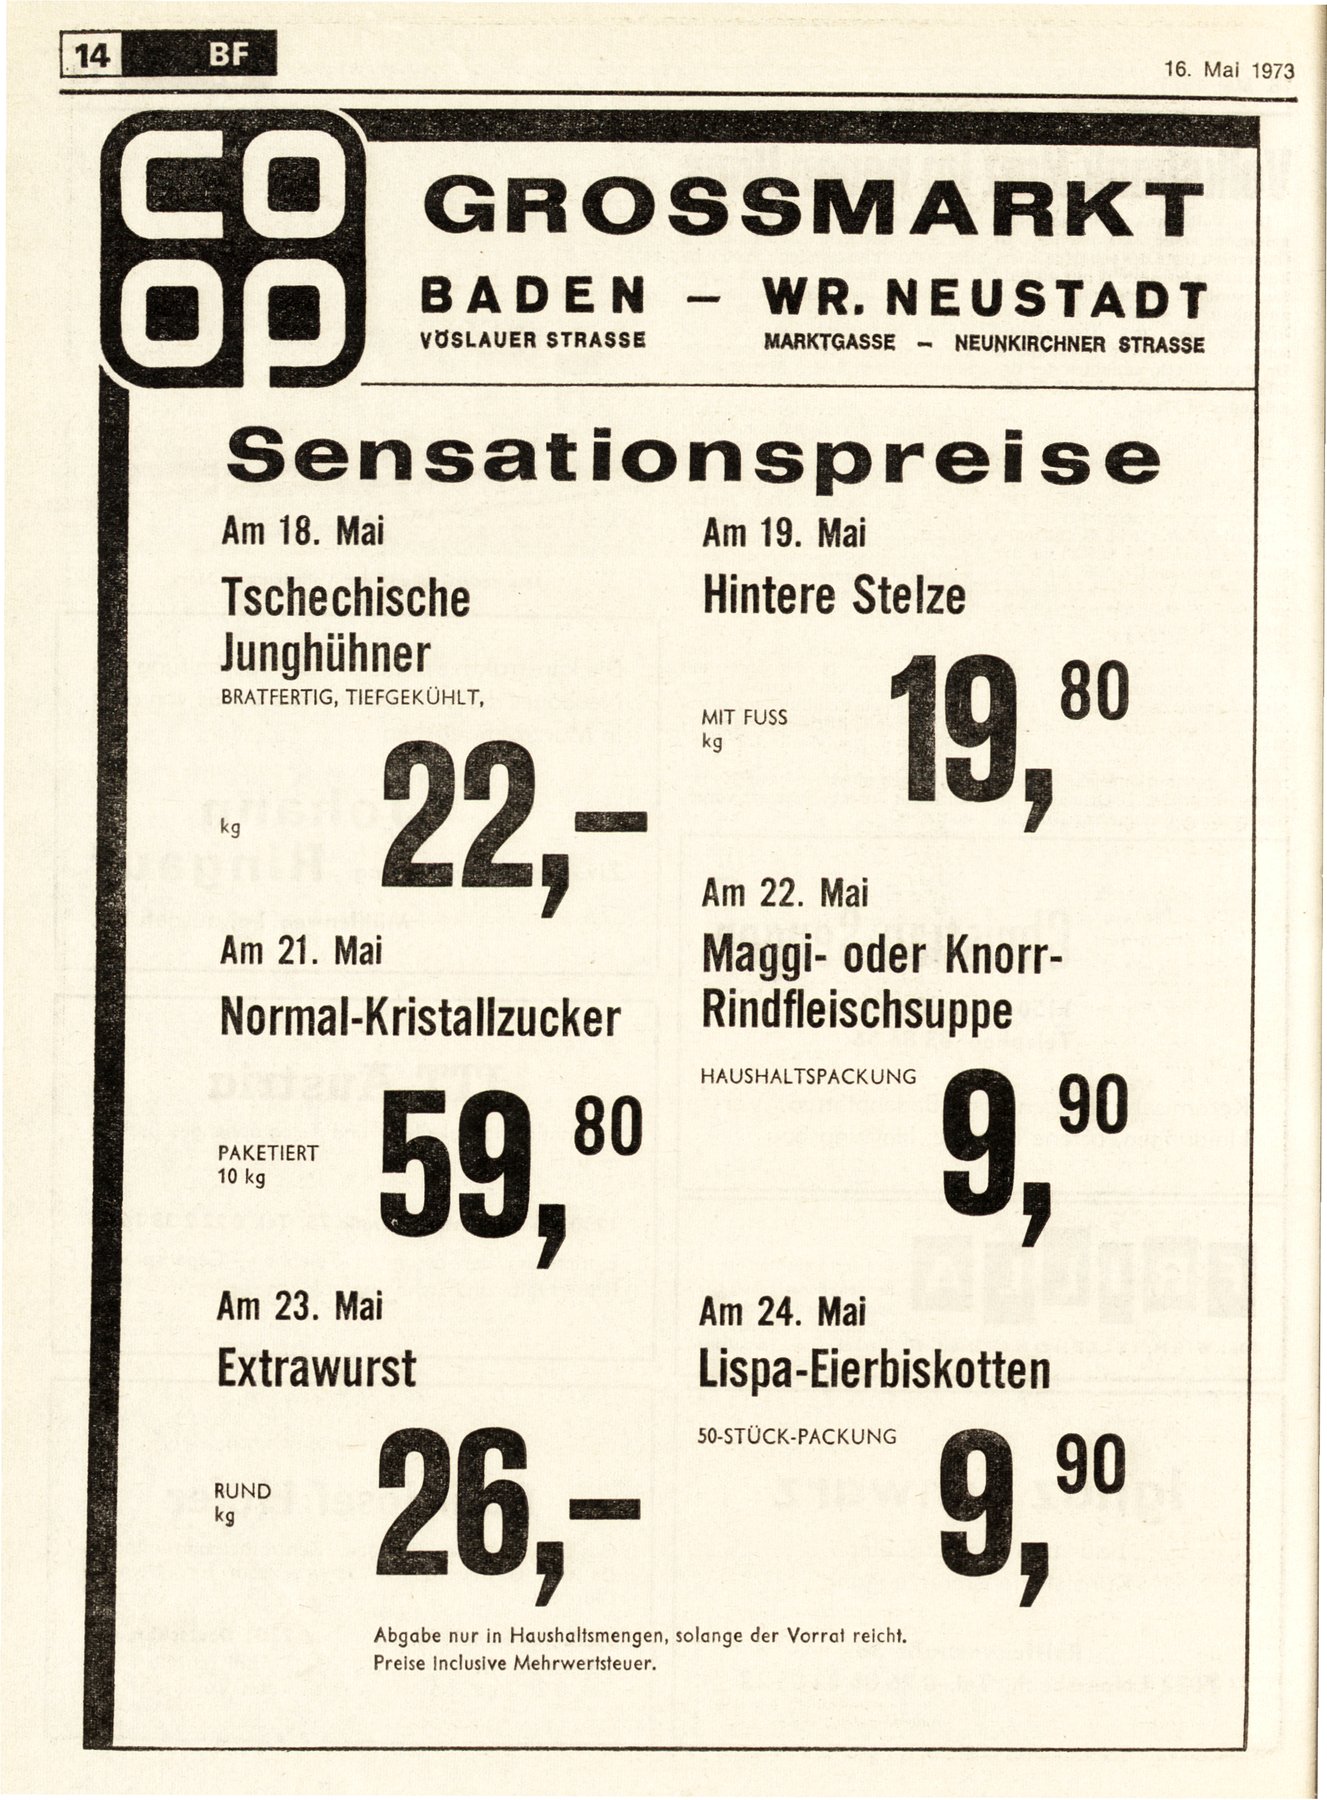 14 BF
16. Mai 1973
CO
OP
GROSSMARKT
BADEN – WR. NEUSTADT
VÖSLAUER STRASSE MARKTGASSE – NEUNKIRCHNER STRASSE
Sensationspreise
Am 18. Mai
Tschechische
Junghühner
BRATFERTIG, TIEFGEKÜHLT,
kg 22,–
Am 19. Mai
Hintere Stelze
MIT FUSS
kg
19,80
Am 21. Mai
Normal-Kristallzucker
PAKETIERT
10 kg
59,80
Am 22. Mai
Maggi- oder Knorr-
Rindfleischsuppe
HAUSHALTSPACKUNG
9,90
Am 23. Mai
Extrawurst
RUND
kg
26,–
Am 24. Mai
Lispa-Eierbiskotten
50-STÜCK-PACKUNG
9,90
Abgabe nur in Haushaltsmengen, solange der Vorrat reicht.
Preise inclusive Mehrwertsteuer.